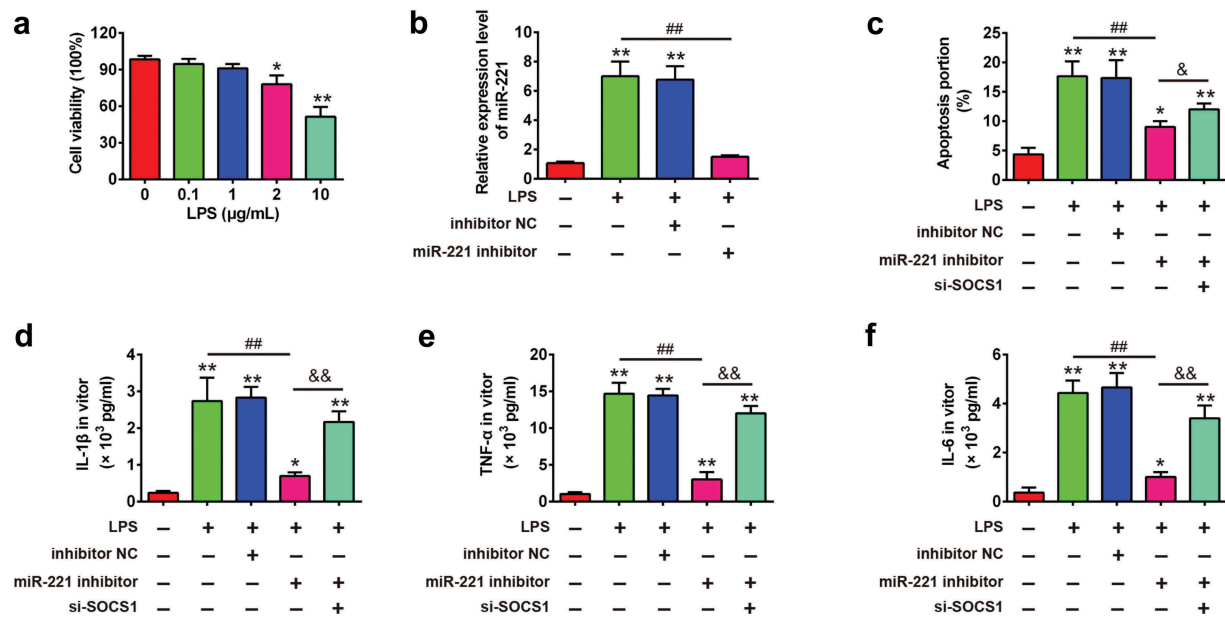 a
Cell viability (100%)
120
90
60
30
0
*
**
0 0.1 1 2 10
LPS (μg/mL)
b
Relative expression level
of miR-221
8
6
4
2
0
##
** **
LPS – + + +
inhibitor NC – – + –
miR-221 inhibitor – – – +
c
Apoptosis portion
(%)
25
20
15
10
5
0
##
** **
&
* **
LPS – + + + +
inhibitor NC – – + – –
miR-221 inhibitor – – – + +
si-SOCS1 – – – – +
d
IL-1β in vitor
(× 10³ pg/ml)
4
3
2
1
0
##
** **
&&
* **
LPS – + + + +
inhibitor NC – – + – –
miR-221 inhibitor – – – + +
si-SOCS1 – – – – +
e
TNF-α in vitor
(× 10³ pg/ml)
20
15
10
5
0
##
** **
&&
** **
LPS – + + + +
inhibitor NC – – + – –
miR-221 inhibitor – – – + +
si-SOCS1 – – – – +
f
IL-6 in vitor
(× 10³ pg/ml)
6
4
2
0
##
** **
&&
* **
LPS – + + + +
inhibitor NC – – + – –
miR-221 inhibitor – – – + +
si-SOCS1 – – – – +